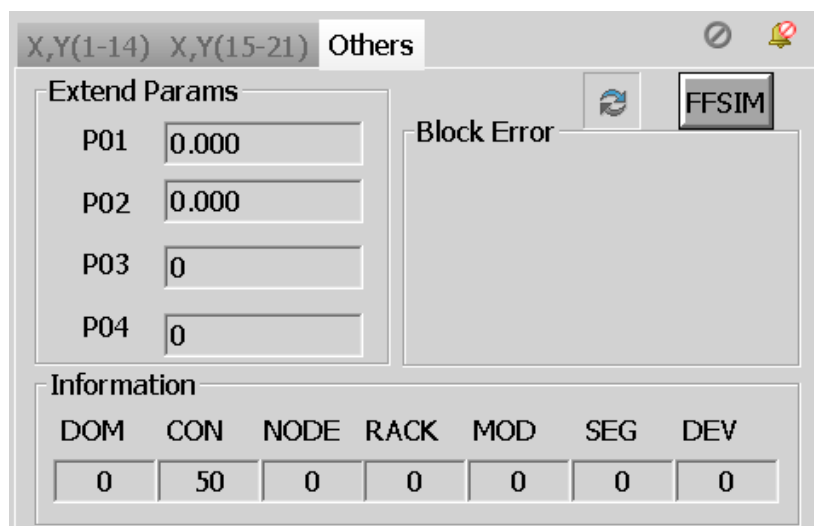 X,Y(1-14) X,Y(15-21) Others
Extend Params
FFSIM
P01 0.000
Block Error
P02 0.000
P03 0
P04 0
Information
DOM CON NODE RACK MOD SEG DEV
0 50 0 0 0 0 0